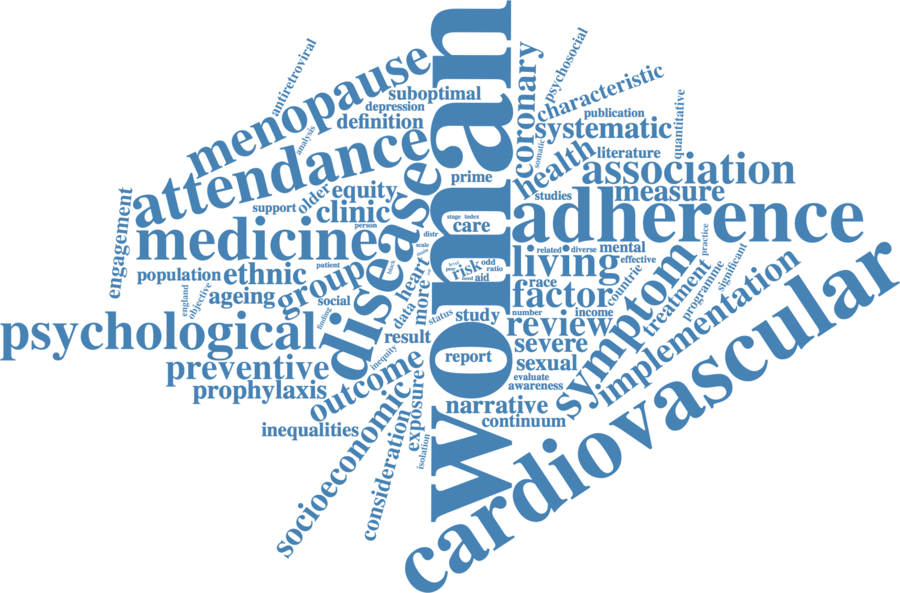 woman
cardiovascular
adherence
psychological
disease
attendance
medicine
menopause
symptom
implementation
association
socioeconomic
living
factor
group
outcome
preventive
prophylaxis
coronary
health
systematic
characteristic
measure
review
severe
sexual
narrative
continuum
treatment
programme
significant
practice
countrie
income
race
number
related
diverse
mental
effective
studies
literature
publication
quantitative
psychosocial
somatic
prime
suboptimal
depression
definition
antiretroviral
analysis
equity
older
support
clinic
person
engagement
population
ethnic
ageing
england
objective
patient
social
finding
black
inequalities
inequity
consideration
exposure
isolation
result
data
heart
more
status
study
report
evaluate
awareness
care
stage
index
risk
odd
ratio
aid
distr
scale